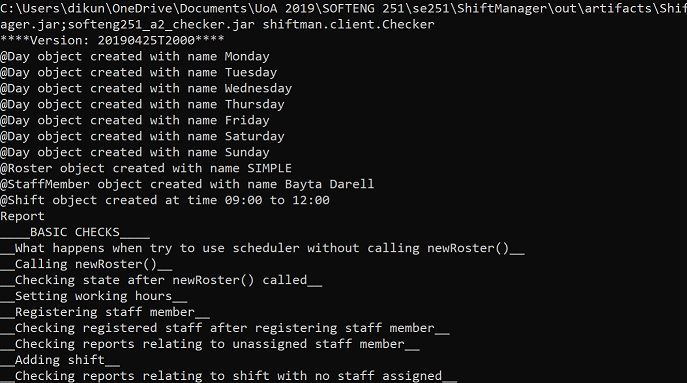 C:\Users\dikun\OneDrive\Documents\UoA 2019\SOFTENG 251\se251\ShiftManager\out\artifacts\Shif
ager.jar;softeng251_a2_checker.jar shiftman.client.Checker
****Version: 20190425T2000****
@Day object created with name Monday
@Day object created with name Tuesday
@Day object created with name Wednesday
@Day object created with name Thursday
@Day object created with name Friday
@Day object created with name Saturday
@Day object created with name Sunday
@Roster object created with name SIMPLE
@StaffMember object created with name Bayta Darell
@Shift object created at time 09:00 to 12:00
Report
____BASIC CHECKS____
__What happens when try to use scheduler without calling newRoster()__
__Calling newRoster()__
__Checking state after newRoster() called__
__Setting working hours__
__Registering staff member__
__Checking registered staff after registering staff member__
__Checking reports relating to unassigned staff member__
__Adding shift__
__Checking reports relating to shift with no staff assigned__